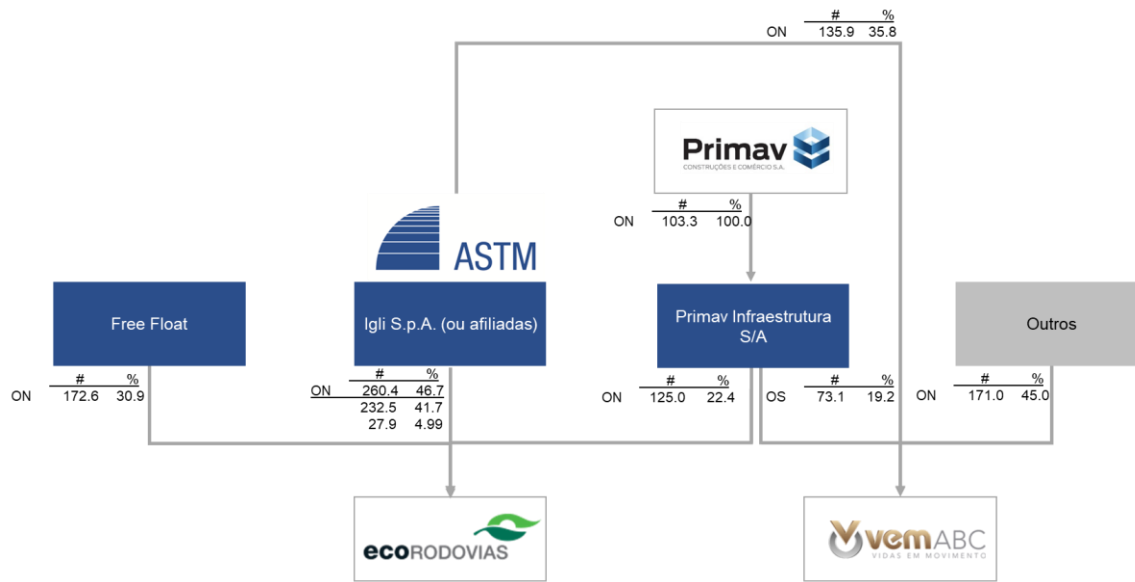 # %
ON 135.9 35.8
Primav
CONSTRUÇÕES E COMÉRCIO S.A.
# %
ON 103.3 100.0
ASTM
Free Float
Igli S.p.A. (ou afiliadas)
Primav Infraestrutura
S/A
Outros
# %
ON 172.6 30.9
# %
ON 260.4 46.7
232.5 41.7
27.9 4.99
# %
ON 125.0 22.4
# %
OS 73.1 19.2
# %
ON 171.0 45.0
ecoRODOVIAS
vemABC
VIDAS EM MOVIMENTO